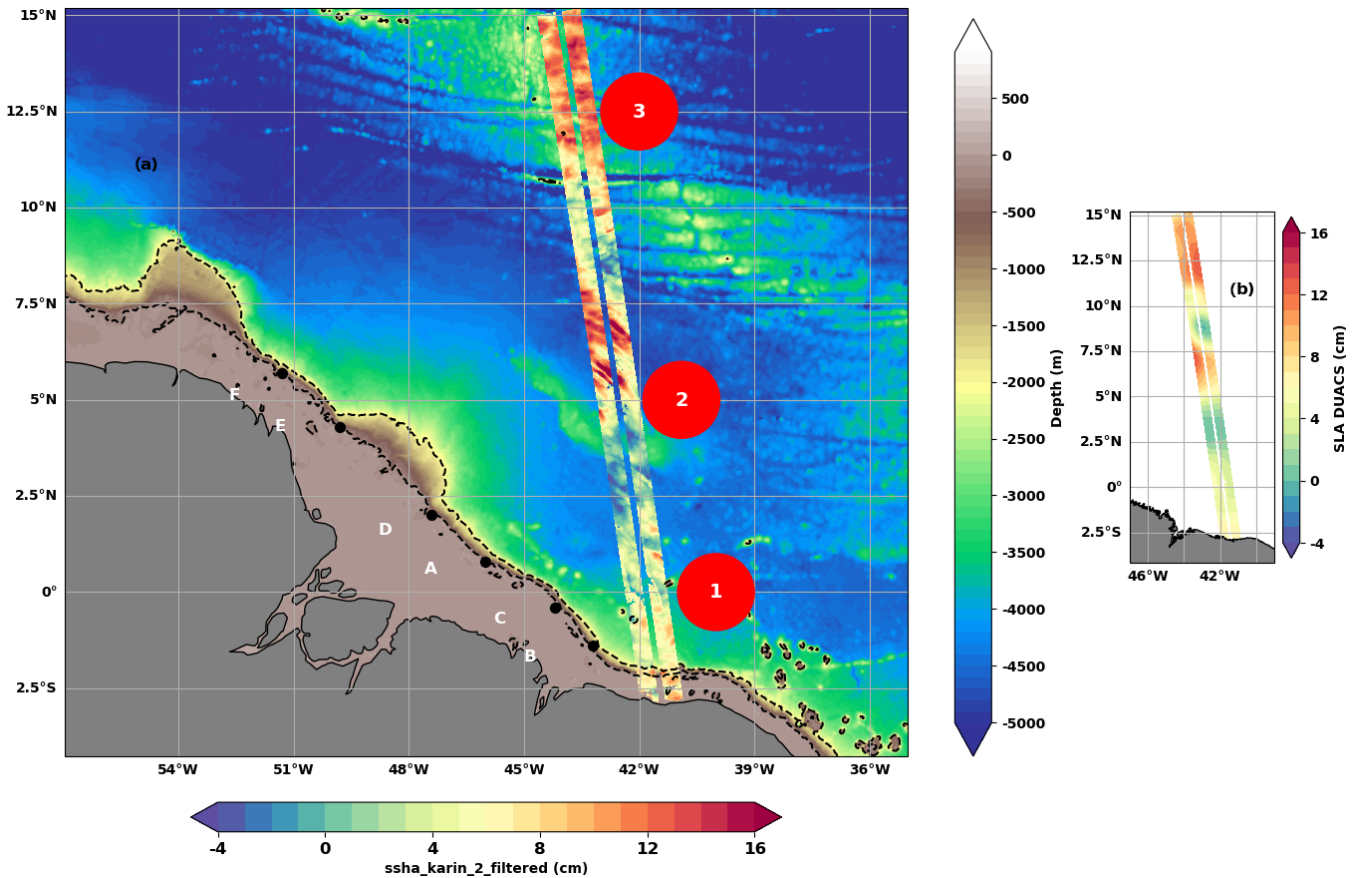 15°N
12.5°N
10°N
7.5°N
5°N
2.5°N
0°
2.5°S
(a)
3
2
1
F
E
D
A
C
B
54°W
51°W
48°W
45°W
42°W
39°W
36°W
-4
0
4
8
12
16
ssha_karin_2_filtered (cm)
500
0
-500
-1000
-1500
-2000
-2500
-3000
-3500
-4000
-4500
-5000
Depth (m)
15°N
12.5°N
10°N
7.5°N
5°N
2.5°N
0°
2.5°S
(b)
46°W
42°W
16
12
8
4
0
-4
SLA DUACS (cm)